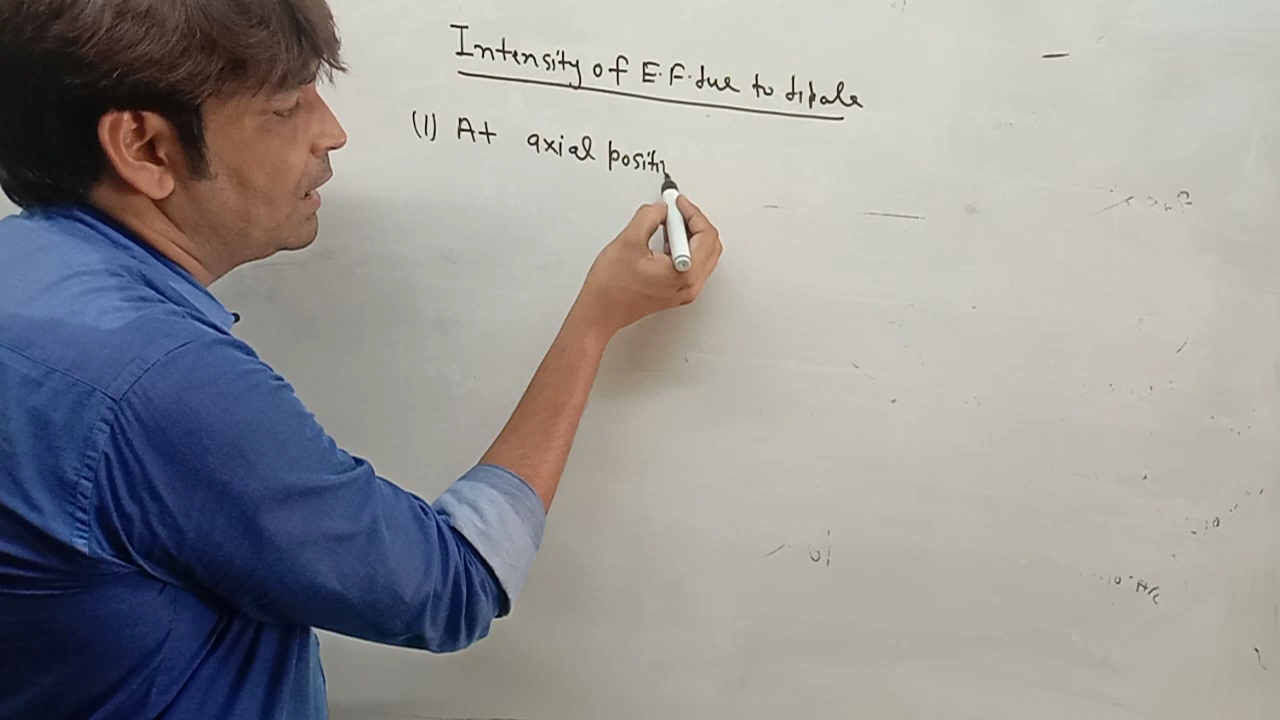 Intensity of E.F. due to dipole
(1) At axial positi